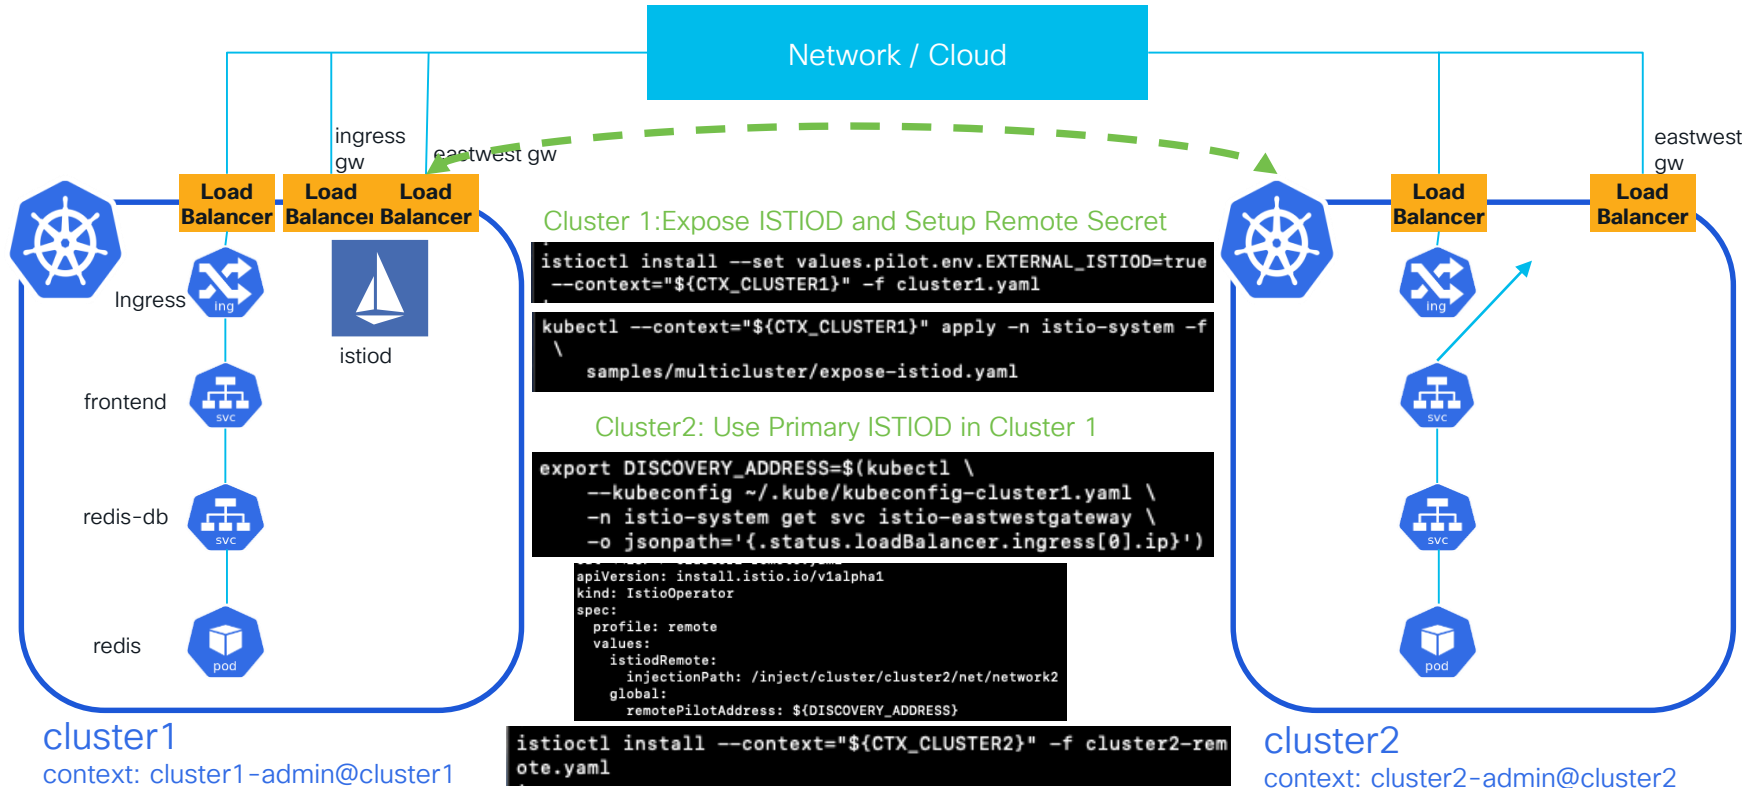 Network / Cloud
ingress
gw
eastwest gw
eastwest
gw
Load
Balancer
Load
Balancer
Load
Balancer
Load
Balancer
Load
Balancer
Cluster 1:Expose ISTIOD and Setup Remote Secret
istioctl install --set values.pilot.env.EXTERNAL_ISTIOD=true
--context="${CTX_CLUSTER1}" -f cluster1.yaml
kubectl --context="${CTX_CLUSTER1}" apply -n istio-system -f
\
samples/multicluster/expose-istiod.yaml
Cluster2: Use Primary ISTIOD in Cluster 1
export DISCOVERY_ADDRESS=$(kubectl \
--kubeconfig ~/.kube/kubeconfig-cluster1.yaml \
-n istio-system get svc istio-eastwestgateway \
-o jsonpath='{.status.loadBalancer.ingress[0].ip}')
apiVersion: install.istio.io/v1alpha1
kind: IstioOperator
spec:
profile: remote
values:
istiodRemote:
injectionPath: /inject/cluster/cluster2/net/network2
global:
remotePilotAddress: ${DISCOVERY_ADDRESS}
istioctl install --context="${CTX_CLUSTER2}" -f cluster2-rem
ote.yaml
Ingress
ing
istiod
frontend
svc
redis-db
svc
redis
pod
cluster1
context: cluster1-admin@cluster1
ing
svc
svc
pod
cluster2
context: cluster2-admin@cluster2